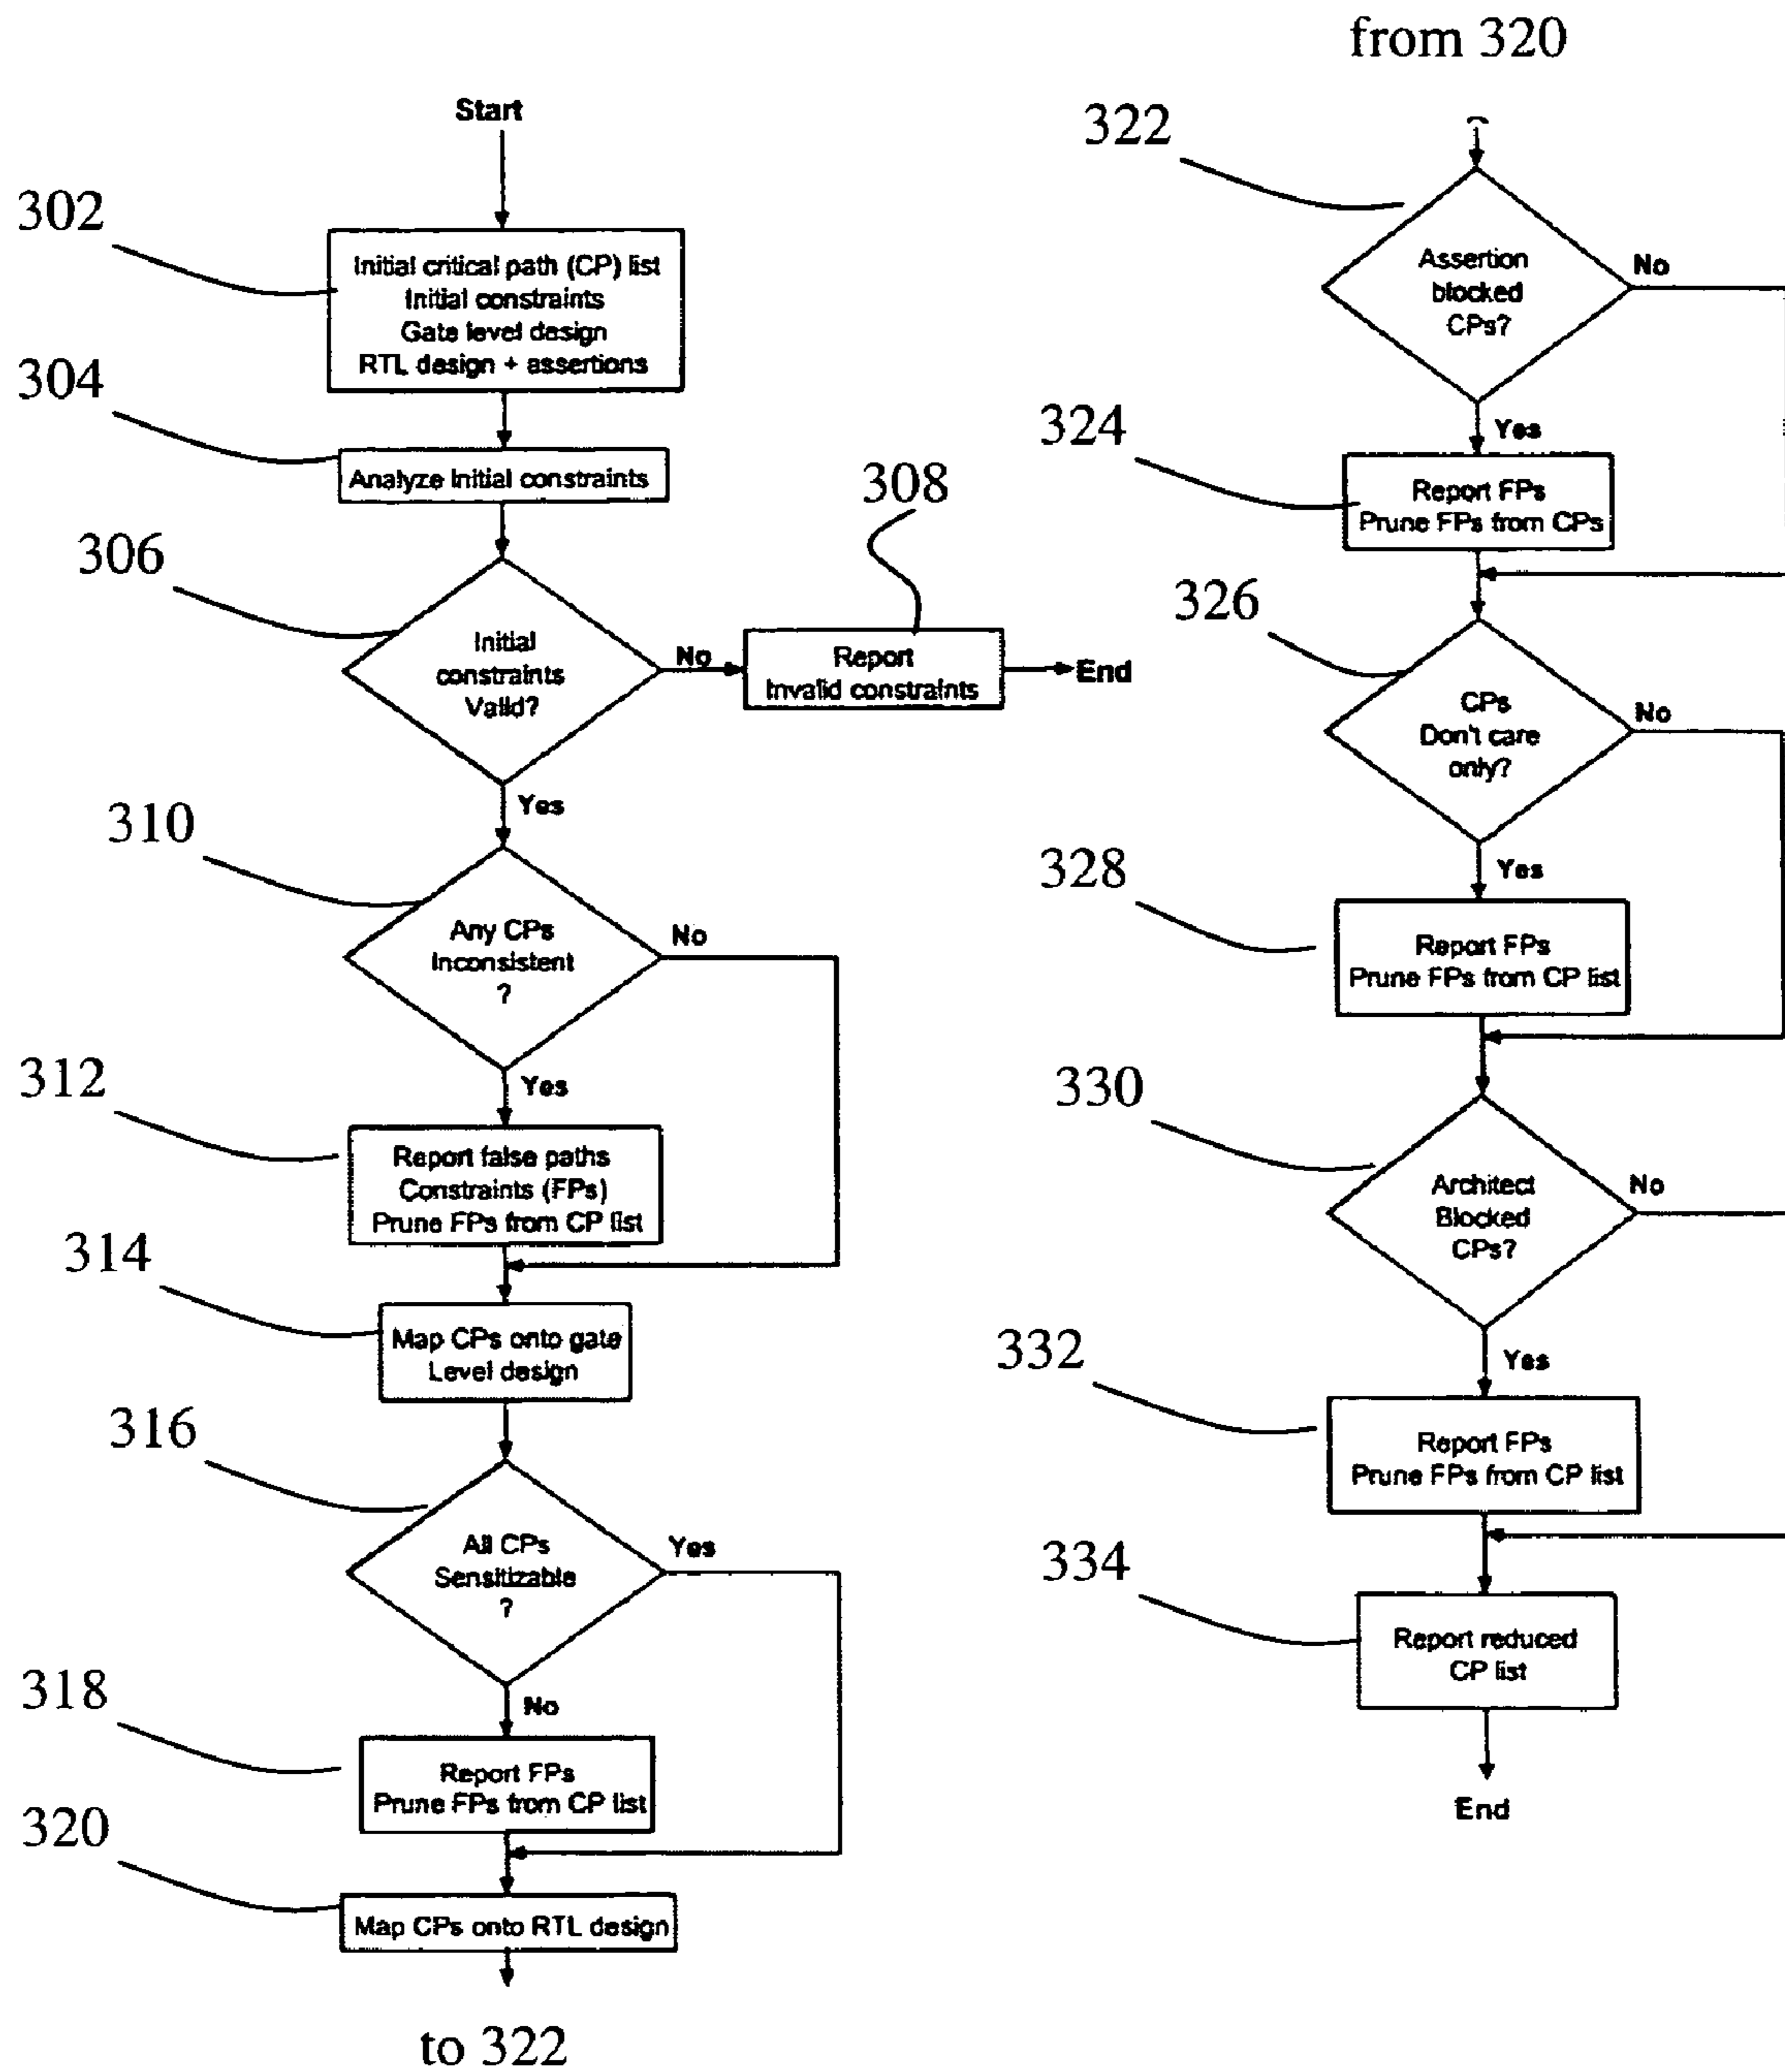 Start
302
Initial critical path (CP) list
Initial constraints
Gate level design
RTL design + assertions
304
Analyze Initial constraints
306
Initial
constraints
Valid?
No
308
Report
Invalid constraints
End
Yes
310
Any CPs
Inconsistent
?
No
Yes
312
Report false paths
Constraints (FPs)
Prune FPs from CP list
314
Map CPs onto gate
Level design
316
All CPs
Sensitizable
?
Yes
No
318
Report FPs
Prune FPs from CP list
320
Map CPs onto RTL design
to 322
from 320
322
Assertion
blocked
CPs?
No
Yes
324
Report FPs
Prune FPs from CPs
326
CPs
Don't care
only?
No
Yes
328
Report FPs
Prune FPs from CP list
330
Architect
Blocked
CPs?
No
Yes
332
Report FPs
Prune FPs from CP list
334
Report reduced
CP list
End